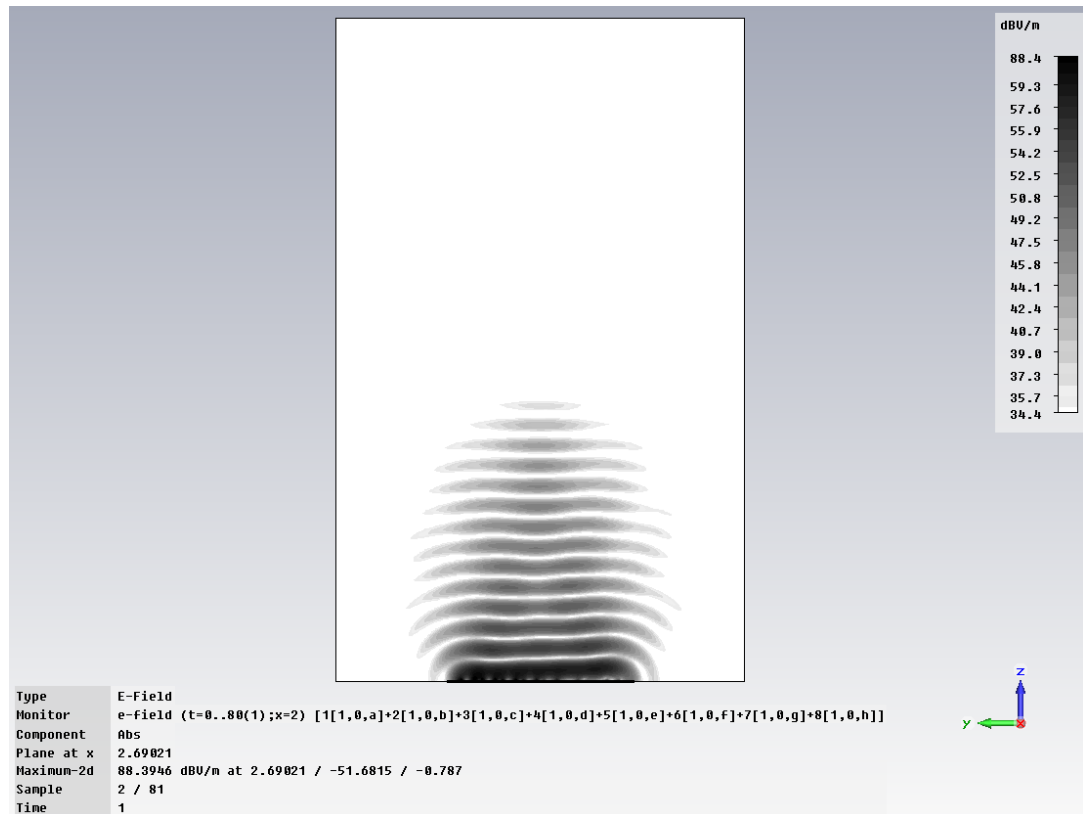 dBV/m
88.4
59.3
57.6
55.9
54.2
52.5
50.8
49.2
47.5
45.8
44.1
42.4
40.7
39.0
37.3
35.7
34.4
z
y
Type E-Field
Monitor e-field (t=0..80(1);x=2) [1[1,0,a]+2[1,0,b]+3[1,0,c]+4[1,0,d]+5[1,0,e]+6[1,0,f]+7[1,0,g]+8[1,0,h]]
Component Abs
Plane at x 2.69021
Maximum-2d 88.3946 dBV/m at 2.69021 / -51.6815 / -0.787
Sample 2 / 81
Time 1